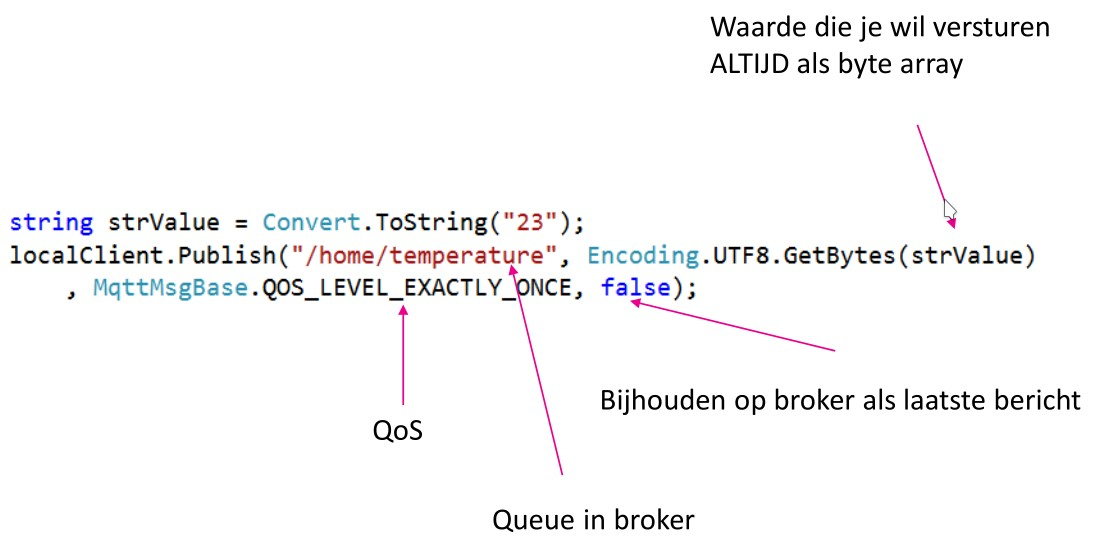 Waarde die je wil versturen
ALTIJD als byte array
string strValue = Convert.ToString("23");
localClient.Publish("/home/temperature", Encoding.UTF8.GetBytes(strValue)
, MqttMsgBase.QOS_LEVEL_EXACTLY_ONCE, false);
Bijhouden op broker als laatste bericht
QoS
Queue in broker